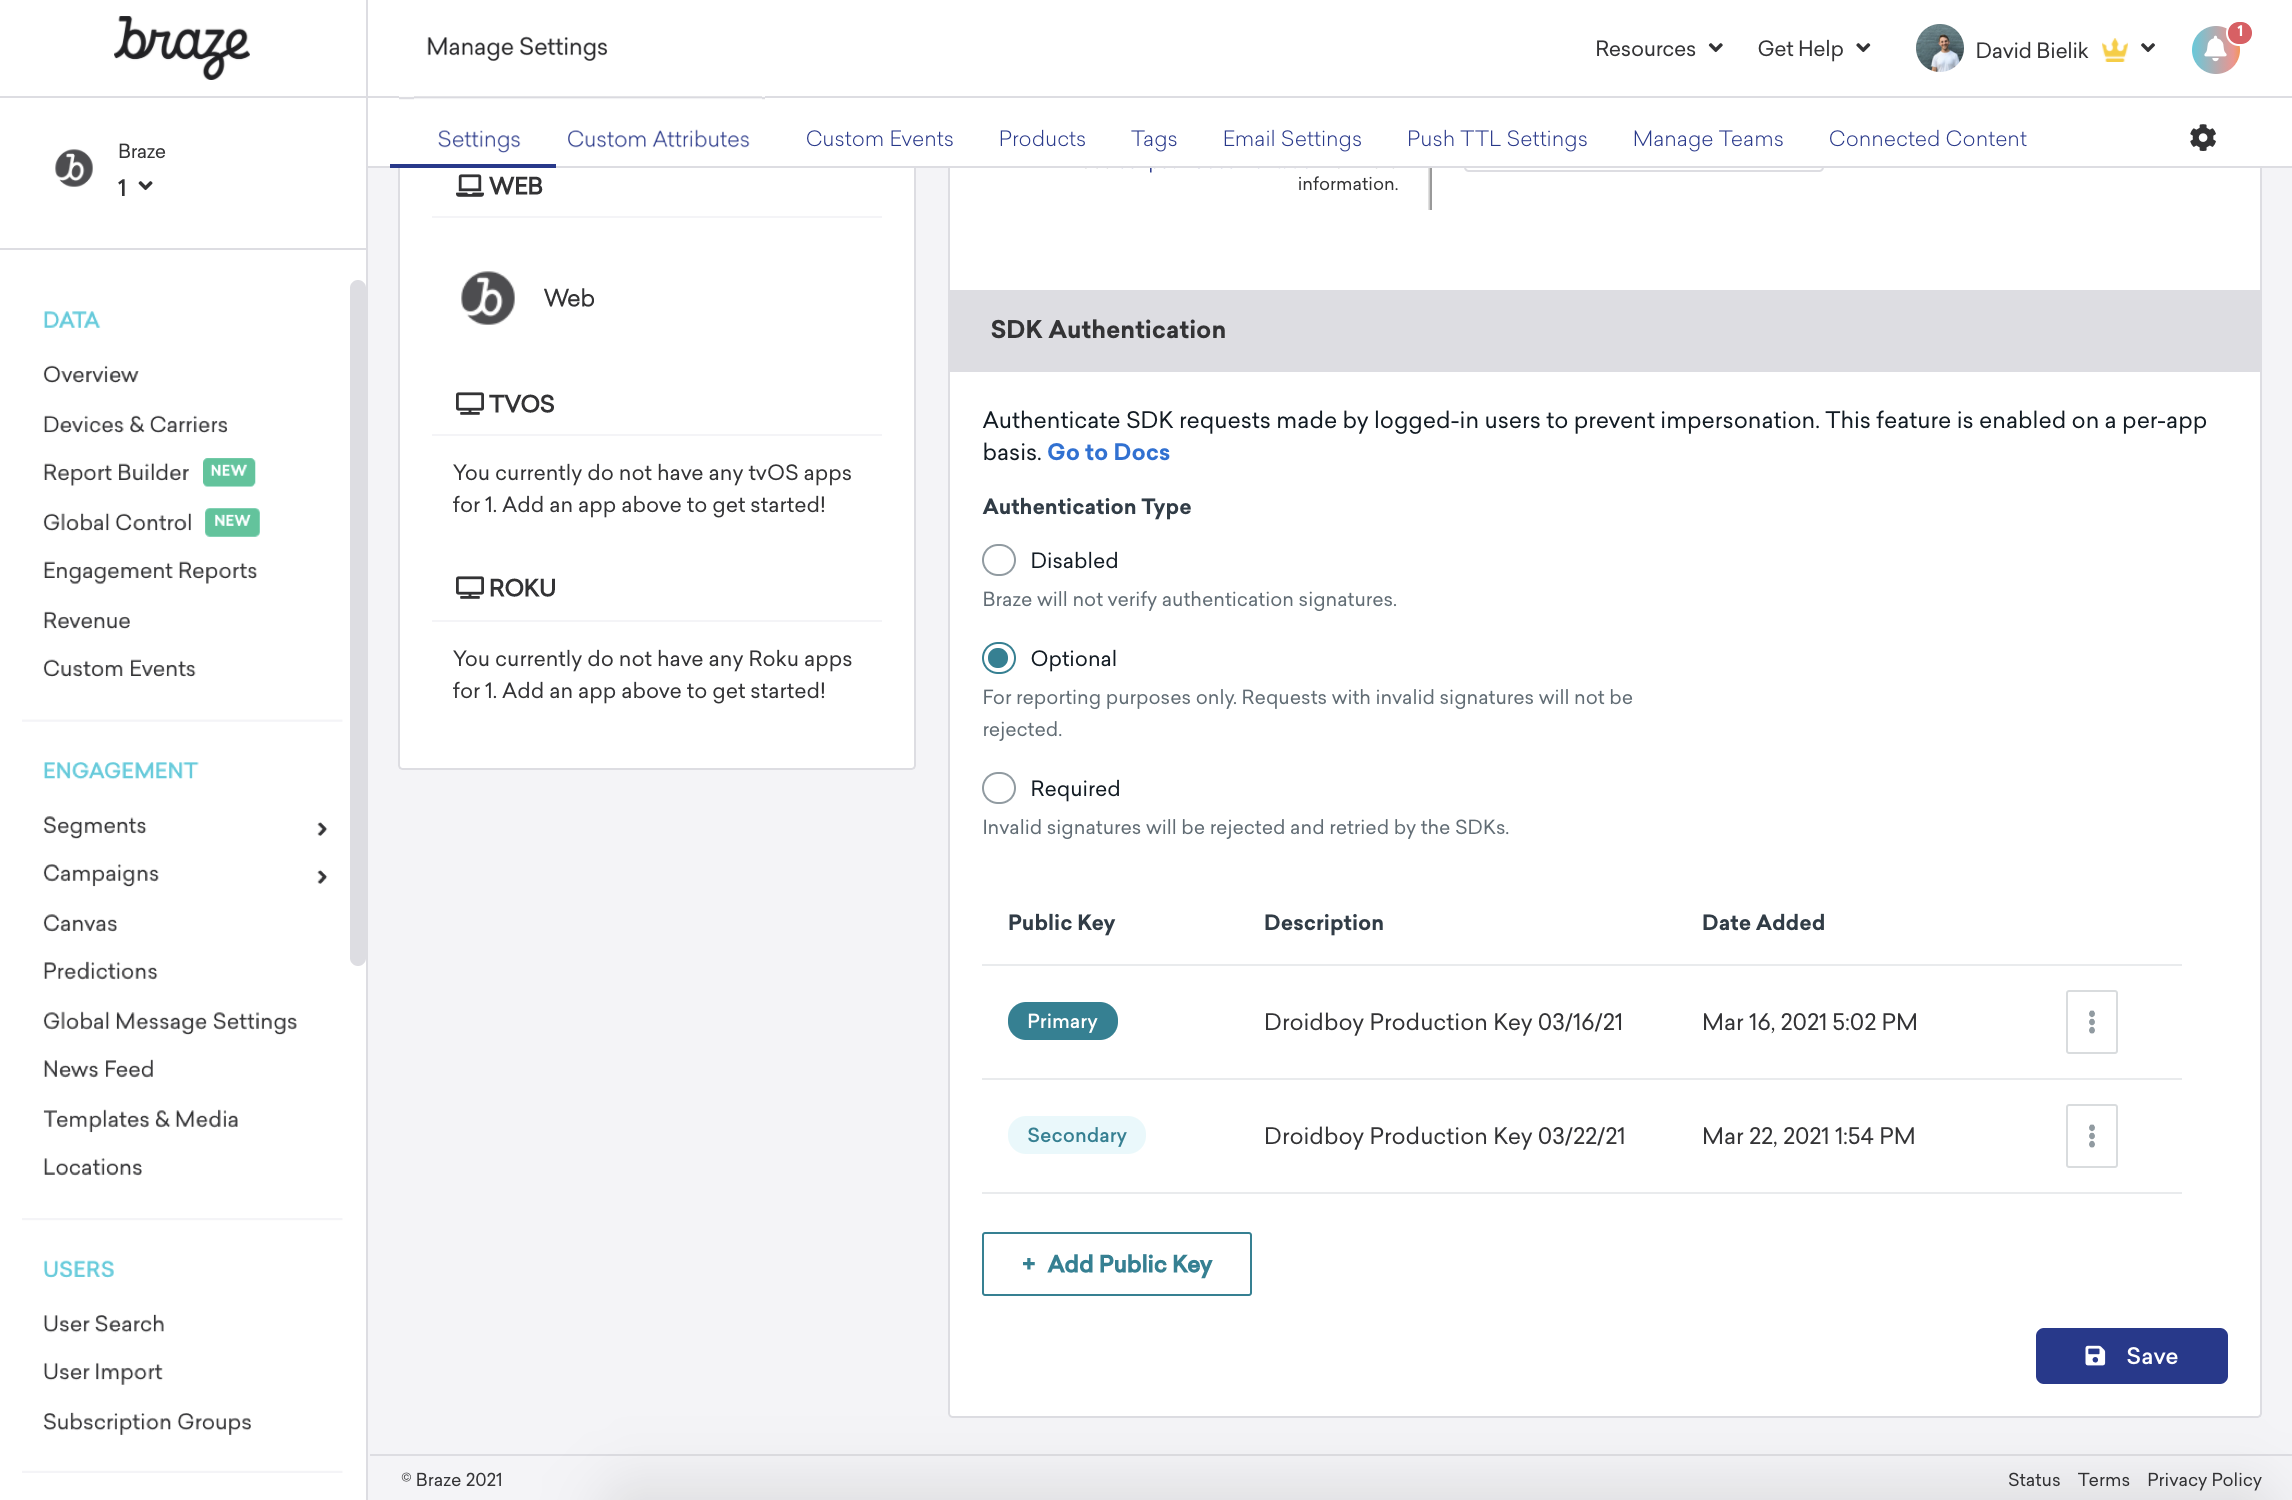 braze
Manage Settings
Resources
Get Help
David Bielik
1
Braze
1
Settings
Custom Attributes
Custom Events
Products
Tags
Email Settings
Push TTL Settings
Manage Teams
Connected Content
DATA
Overview
Devices & Carriers
Report Builder NEW
Global Control NEW
Engagement Reports
Revenue
Custom Events
ENGAGEMENT
Segments
Campaigns
Canvas
Predictions
Global Message Settings
News Feed
Templates & Media
Locations
USERS
User Search
User Import
Subscription Groups
WEB
b
Web
TVOS
You currently do not have any tvOS apps
for 1. Add an app above to get started!
ROKU
You currently do not have any Roku apps
for 1. Add an app above to get started!
information.
SDK Authentication
Authenticate SDK requests made by logged-in users to prevent impersonation. This feature is enabled on a per-app
basis. Go to Docs
Authentication Type
Disabled
Braze will not verify authentication signatures.
Optional
For reporting purposes only. Requests with invalid signatures will not be
rejected.
Required
Invalid signatures will be rejected and retried by the SDKs.
Public Key Description Date Added
Primary Droidboy Production Key 03/16/21 Mar 16, 2021 5:02 PM
Secondary Droidboy Production Key 03/22/21 Mar 22, 2021 1:54 PM
+ Add Public Key
Save
© Braze 2021
Status Terms Privacy Policy